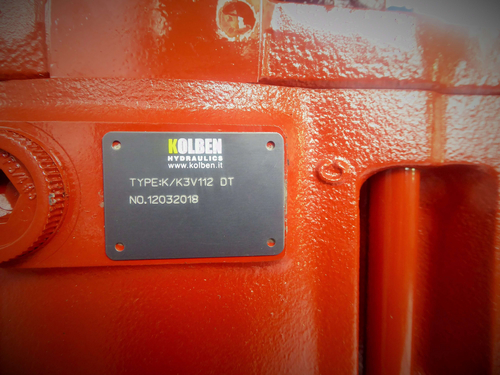 KOLBEN
HYDRAULICS
www.kolben.it
TYPE:K/K3V112 DT
NO.12032018